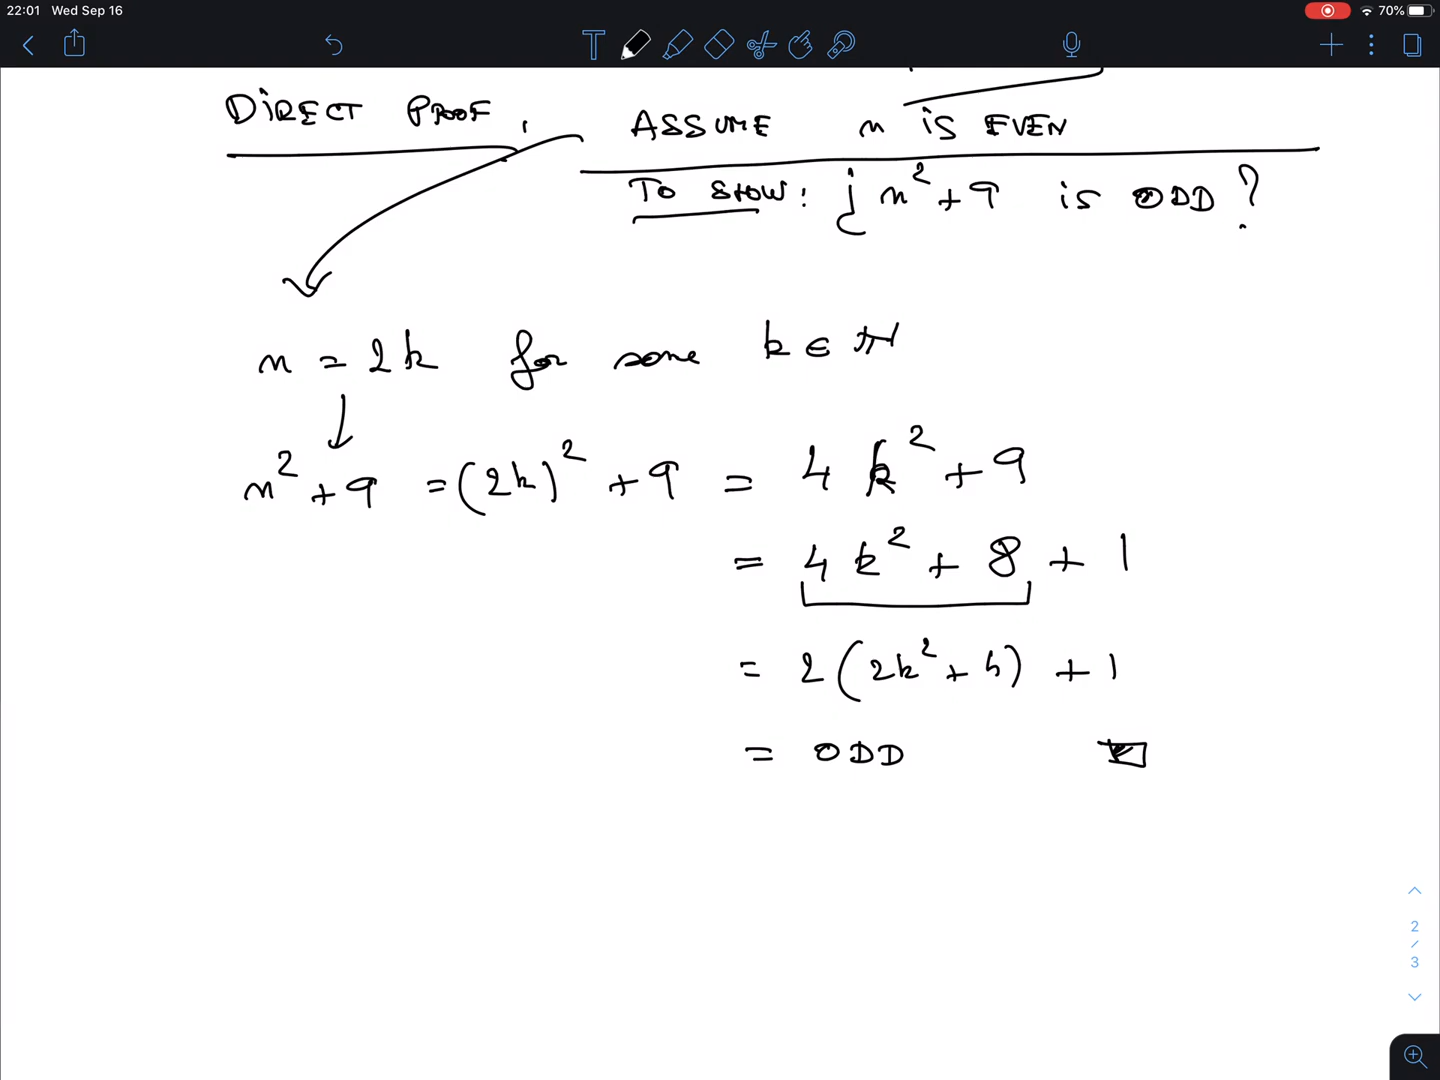 22:01 Wed Sep 16
70%
DIRECT PROOF. ASSUME n is EVEN
TO SHOW: ¿ n² + 9 is ODD?
n = 2k for some k ∈ ℕ
n² + 9 = (2k)² + 9 = 4k² + 9
= 4k² + 8 + 1
= 2(2k² + 4) + 1
= ODD
2
/
3